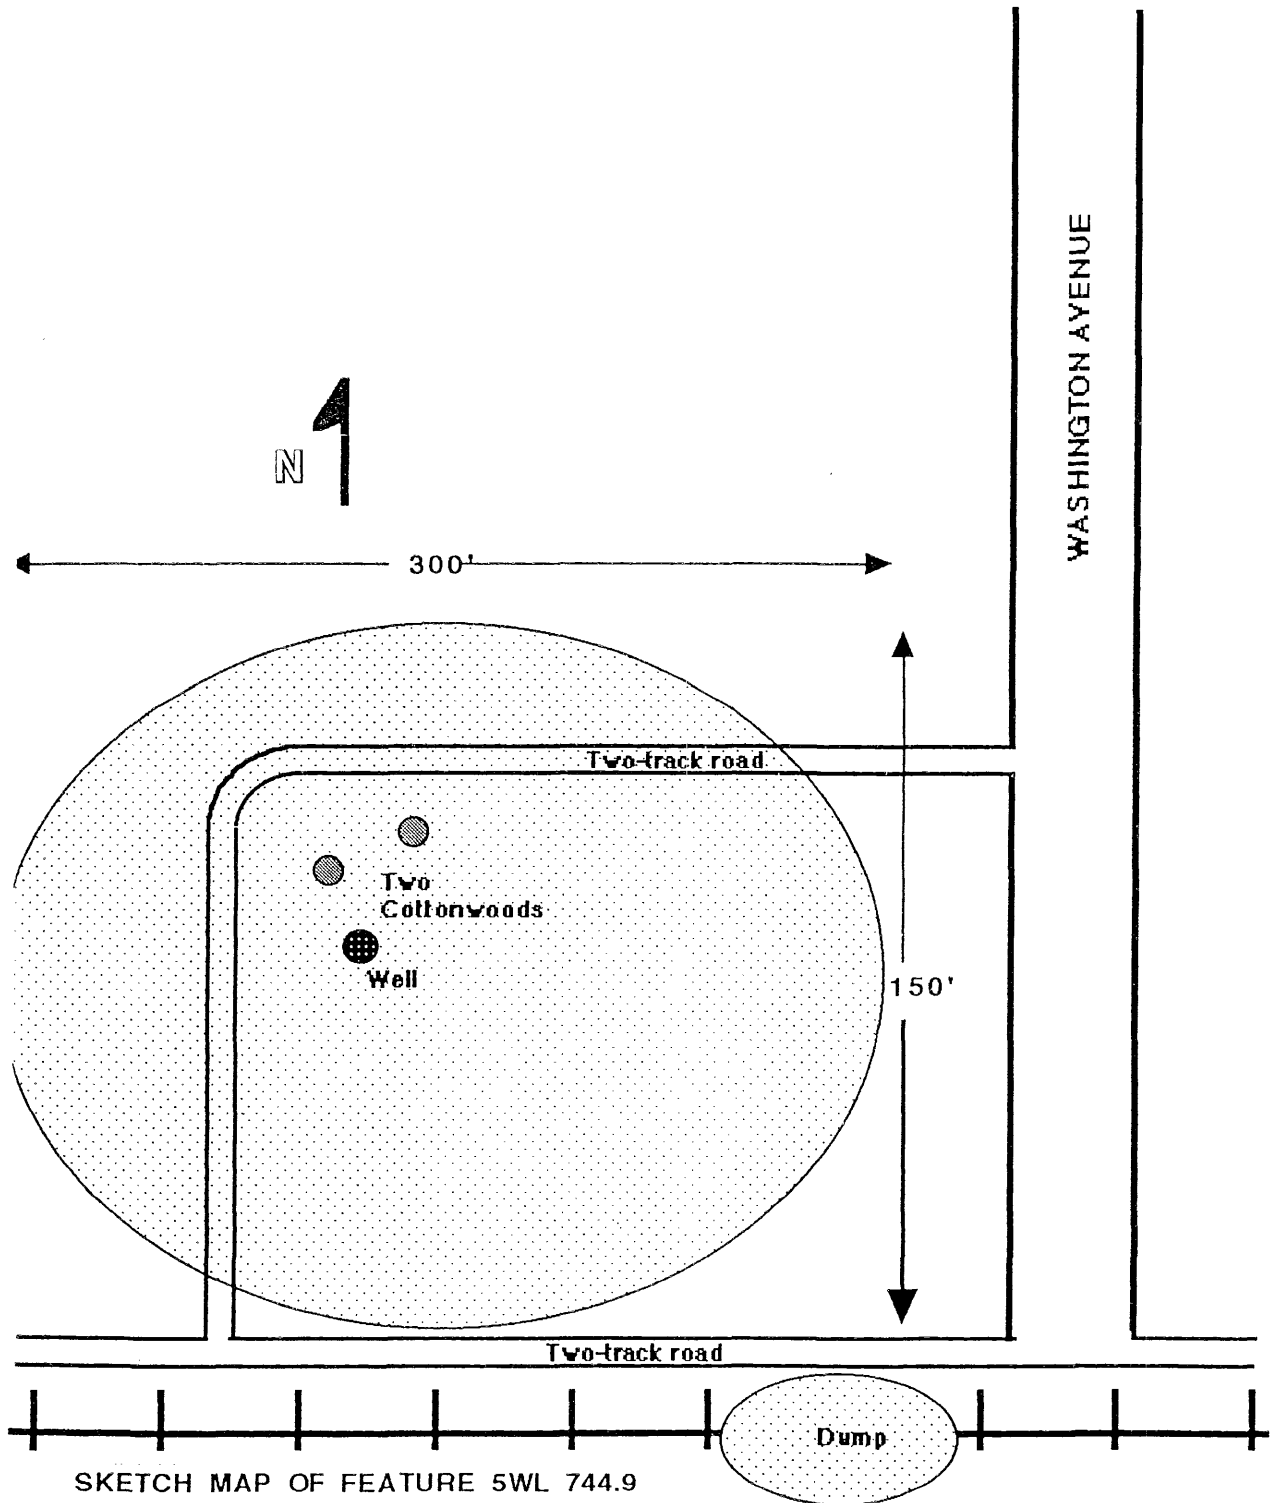 WASHINGTON AVENUE
N
300'
Two-track road
Two
Cottonwoods
Well
150'
Two-track road
Dump
SKETCH MAP OF FEATURE 5WL 744.9